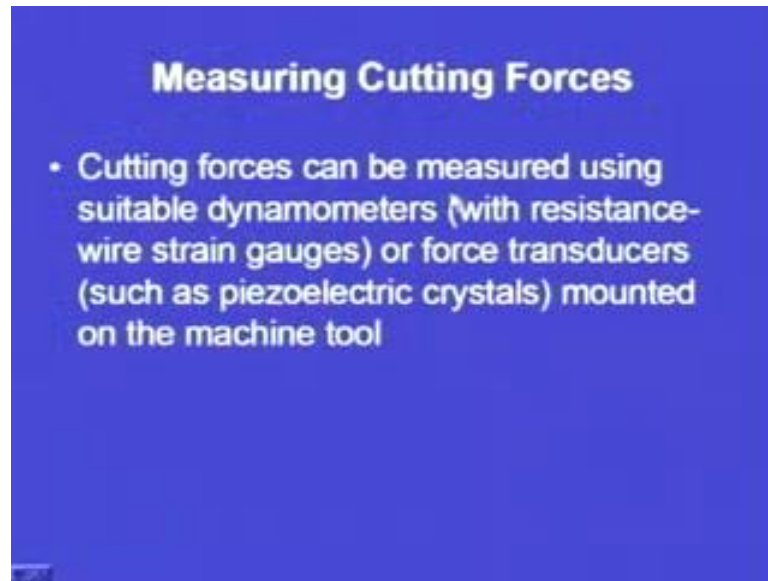 Measuring Cutting Forces
• Cutting forces can be measured using
suitable dynamometers (with resistance-
wire strain gauges) or force transducers
(such as piezoelectric crystals) mounted
on the machine tool